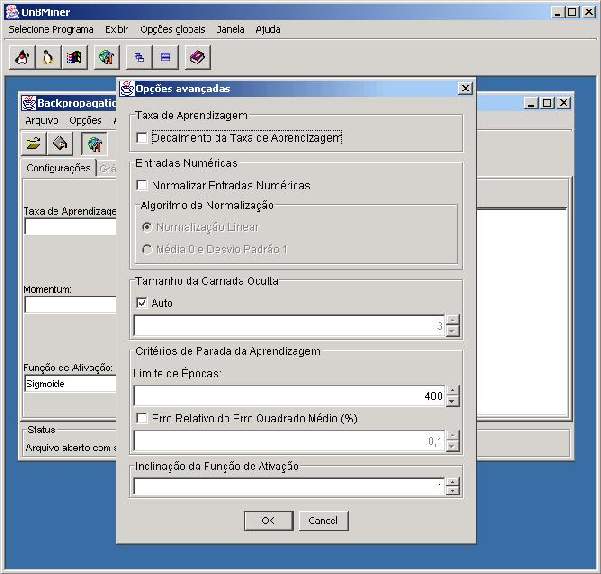 UnBMiner
Selecione Programa Exibir Opções globais Janela Ajuda
Backpropagatio
Arquivo Opções A
Configurações Grá
Taxa de Aprendizage
Momentum:
Função de Ativação:
Sigmoide
Status
Arquivo aberto com s
Opções avançadas
Taxa de Aprendizagem
Decaimento da Taxa de Aprendizagem
Entradas Numéricas
Normalizar Entradas Numéricas
Algoritmo de Normalização
Normalização Linear
Média 0 e Desvio Padrão 1
Tamanho da Camada Oculta
Auto
3
Critérios de Parada da Aprendizagem
Limite de Épocas:
400
Erro Relativo do Erro Quadrado Médio (%)
0,1
Inclinação da Função de Ativação
OK Cancel